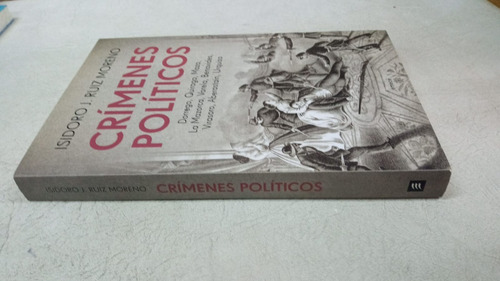 ISIDORO J. RUIZ MORENO
CRÍMENES
POLÍTICOS
Dorrego, Quiroga, Maza,
La Mazorca, Varela, Benavídez,
Virasoro, Aberastain, Urquiza
ISIDORO J. RUIZ MORENO CRÍMENES POLÍTICOS